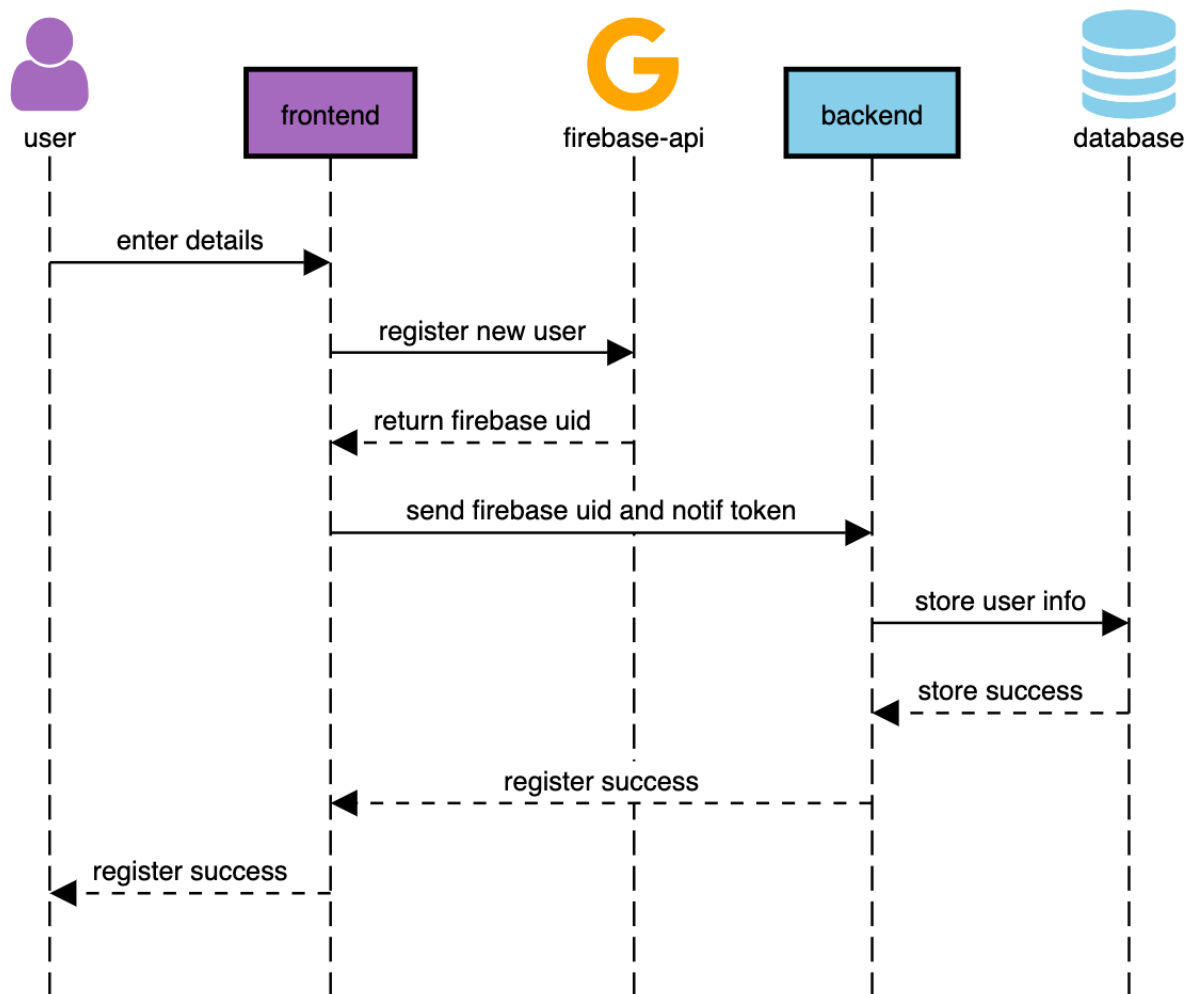 user
frontend
firebase-api
backend
database
enter details
register new user
return firebase uid
send firebase uid and notif token
store user info
store success
register success
register success